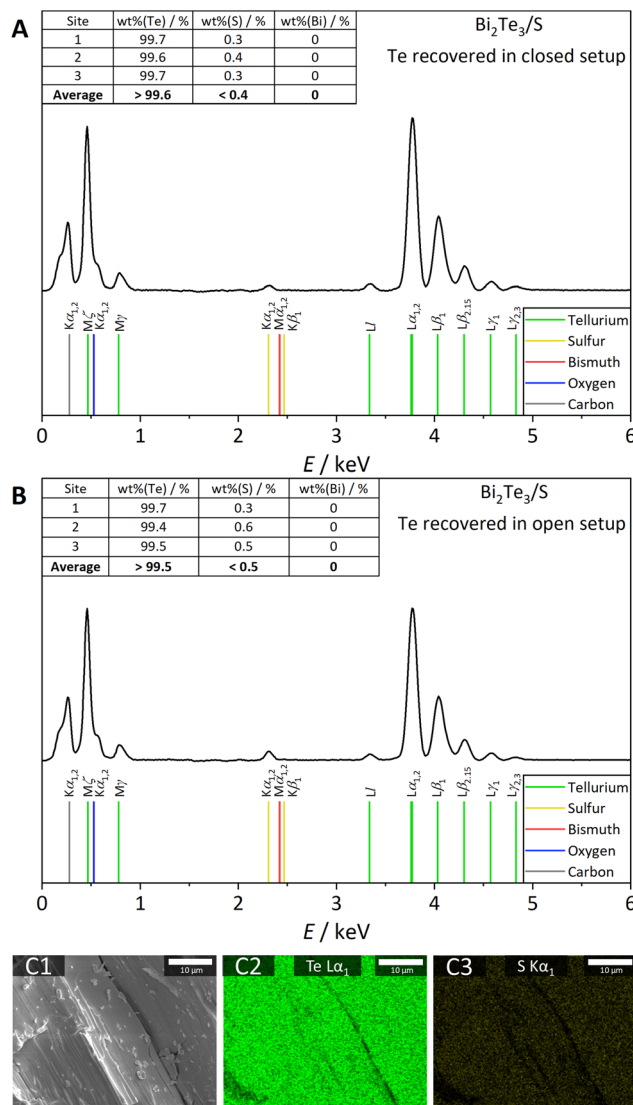 A
Site wt%(Te) / % wt%(S) / % wt%(Bi) / %
1 99.7 0.3 0
2 99.6 0.4 0
3 99.7 0.3 0
Average > 99.6 < 0.4 0
Bi₂Te₃/S
Te recovered in closed setup
Kα₁,₂ Mζ Kα₁,₂ Mγ Kα₁,₂ Mα₁,₂ Kβ₁ Ll Lα₁,₂ Lβ₁ Lβ₂.₁₅ Lγ₁ Lγ₂,₃
Tellurium
Sulfur
Bismuth
Oxygen
Carbon
0 1 2 3 4 5 6
E / keV
B
Site wt%(Te) / % wt%(S) / % wt%(Bi) / %
1 99.7 0.3 0
2 99.4 0.6 0
3 99.5 0.5 0
Average > 99.5 < 0.5 0
Bi₂Te₃/S
Te recovered in open setup
Kα₁,₂ Mζ Kα₁,₂ Mγ Kα₁,₂ Mα₁,₂ Kβ₁ Ll Lα₁,₂ Lβ₁ Lβ₂.₁₅ Lγ₁ Lγ₂,₃
Tellurium
Sulfur
Bismuth
Oxygen
Carbon
0 1 2 3 4 5 6
E / keV
C1 10 µm
C2 Te Lα₁ 10 µm
C3 S Kα₁ 10 µm